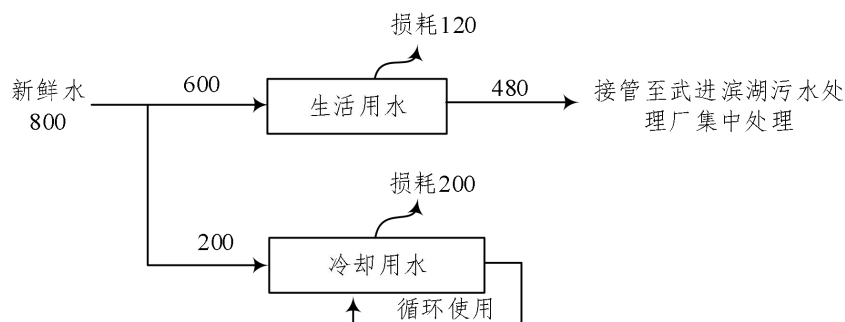 损耗120
新鲜水
800
600
生活用水
480
接管至武进滨湖污水处
理厂集中处理
损耗200
200
冷却用水
循环使用